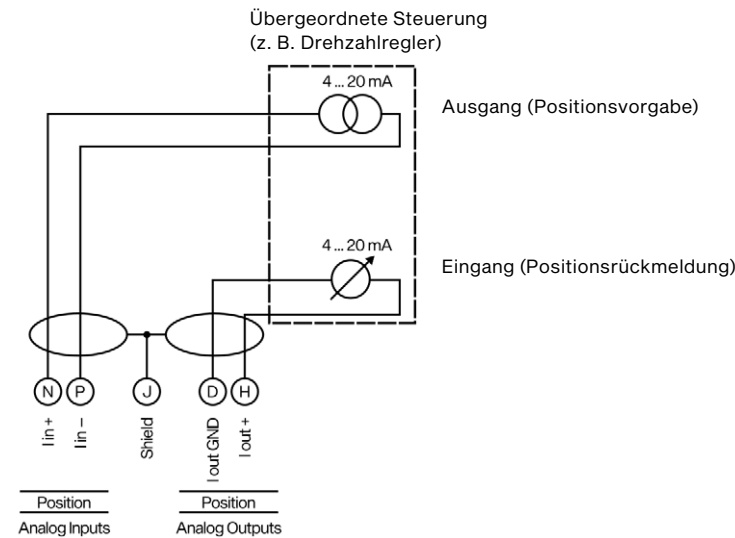 Übergeordnete Steuerung
(z. B. Drehzahlregler)
4 ... 20 mA
Ausgang (Positionsvorgabe)
4 ... 20 mA
Eingang (Positionsrückmeldung)
N
P
J
D
H
I in +
I in –
Shield
I out GND
I out +
Position
Position
Analog Inputs
Analog Outputs